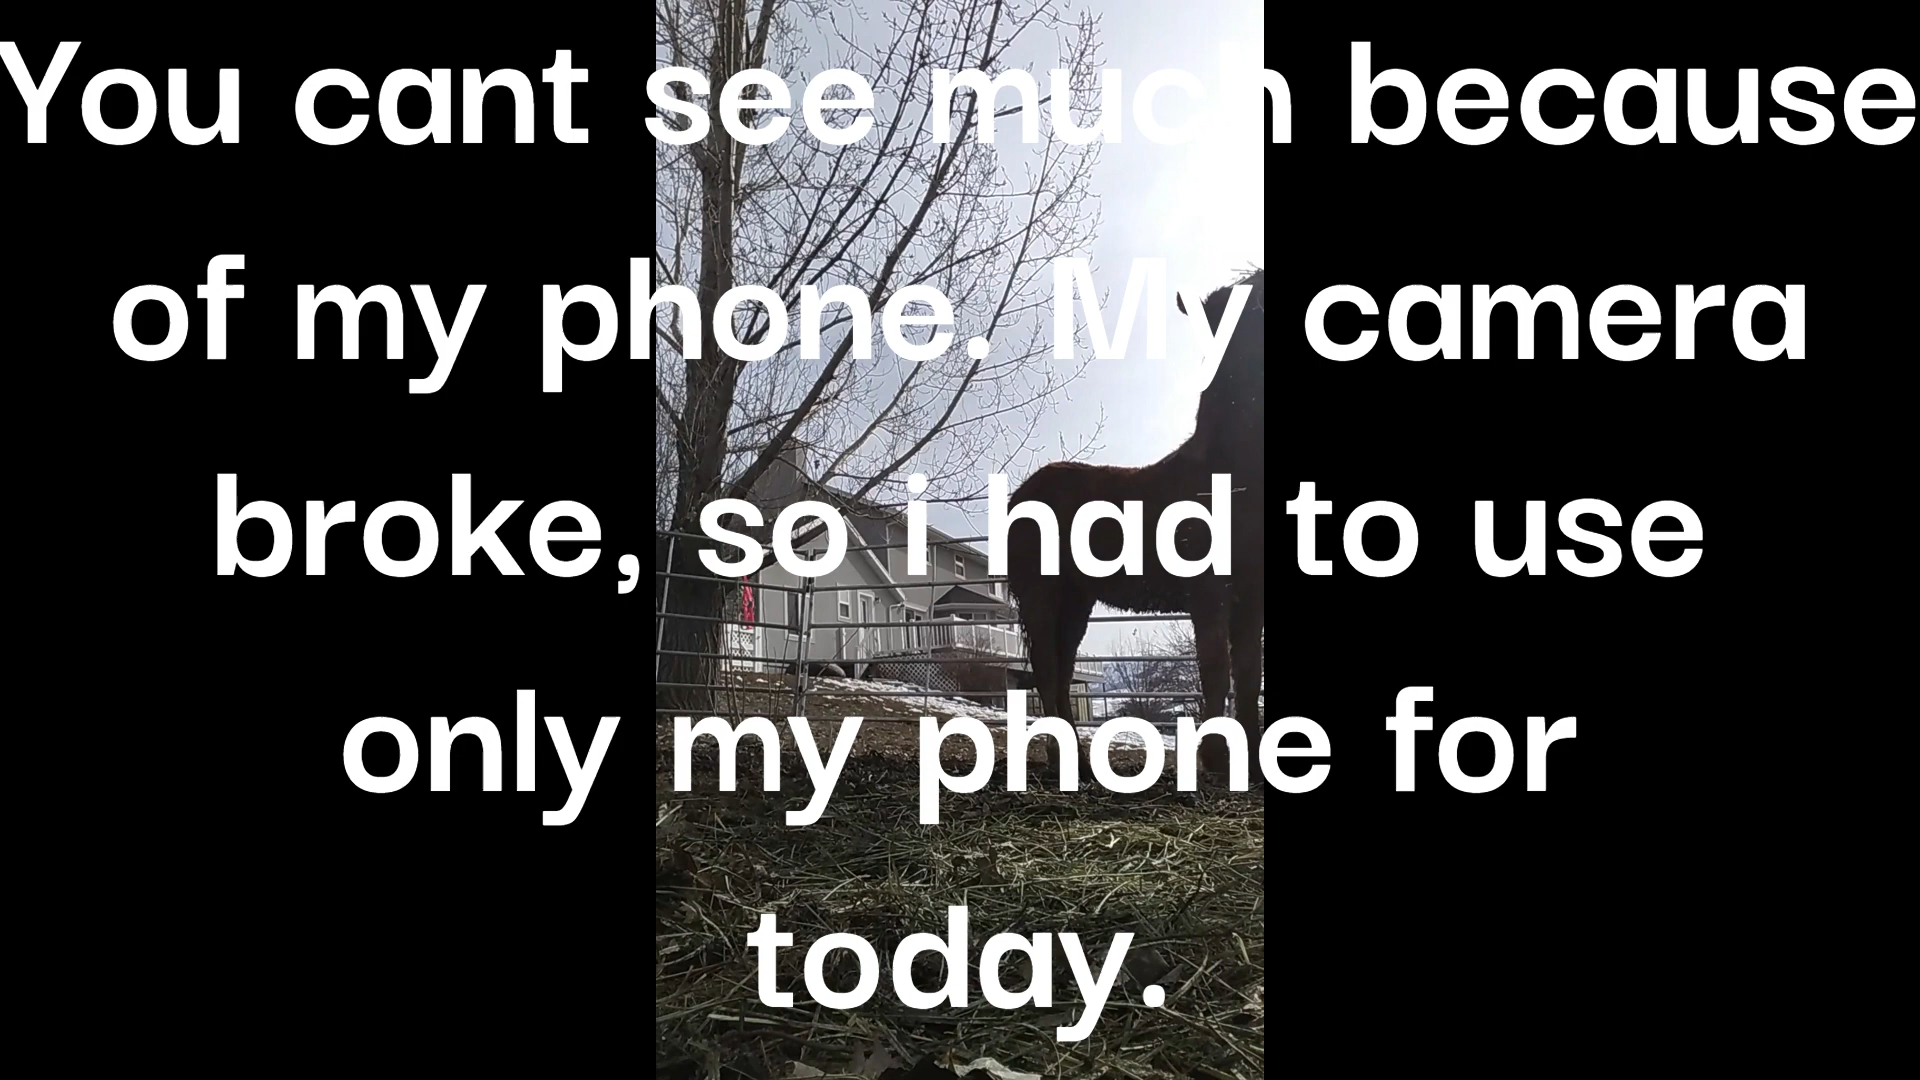 You cant see much because
of my phone. My camera
broke, so i had to use
only my phone for
today.